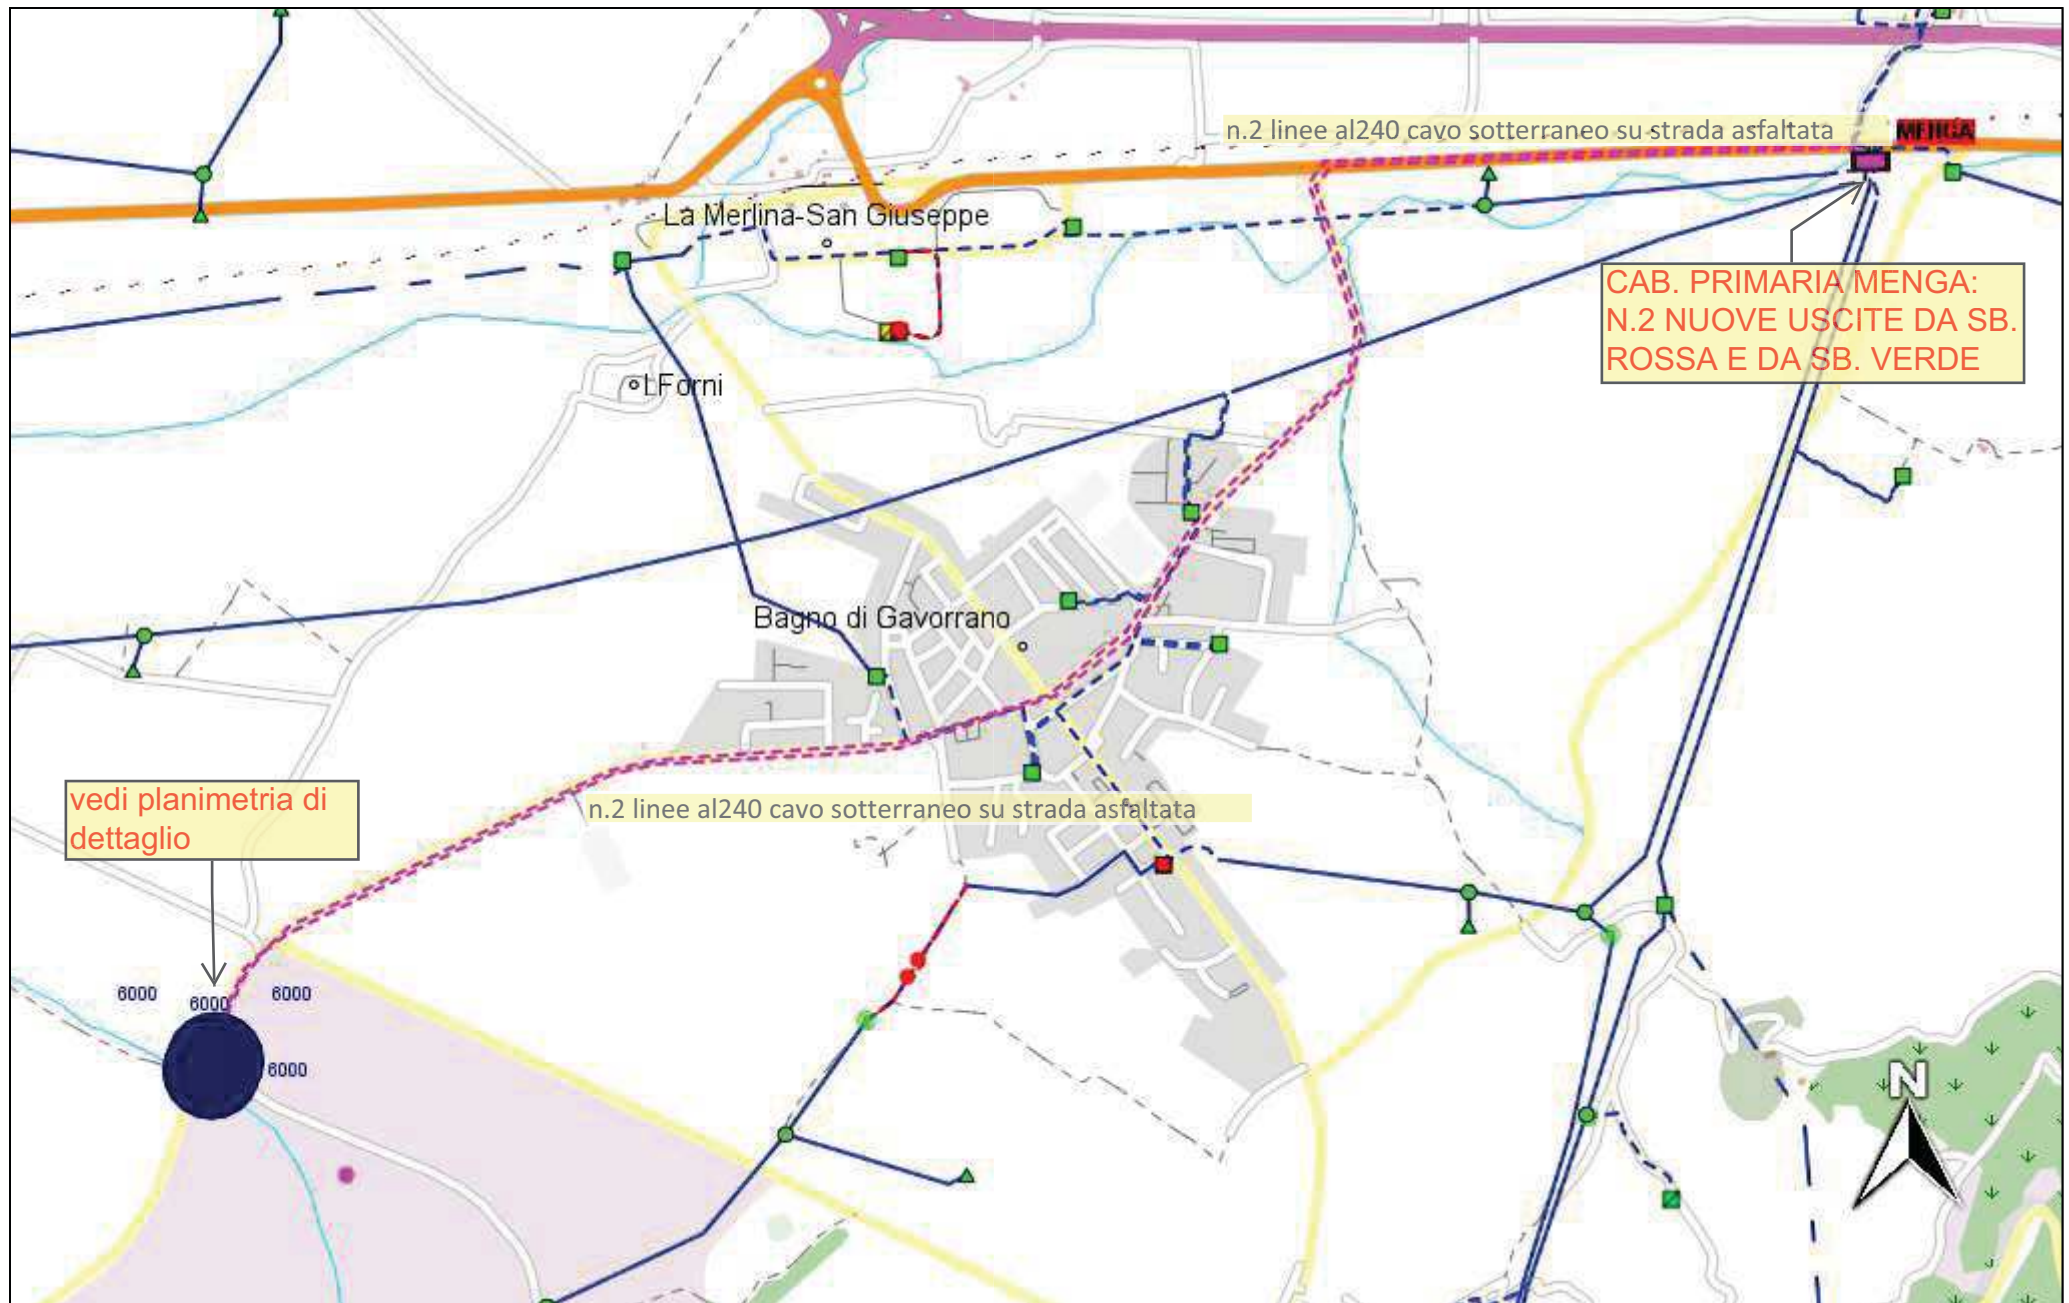 n.2 linee al240 cavo sotterraneo su strada asfaltata
MENGA
La Merlina-San Giuseppe
CAB. PRIMARIA MENGA:
N.2 NUOVE USCITE DA SB.
ROSSA E DA SB. VERDE
I Forni
Bagno di Gavorrano
vedi planimetria di
dettaglio
n.2 linee al240 cavo sotterraneo su strada asfaltata
6000
6000
6000
6000
N